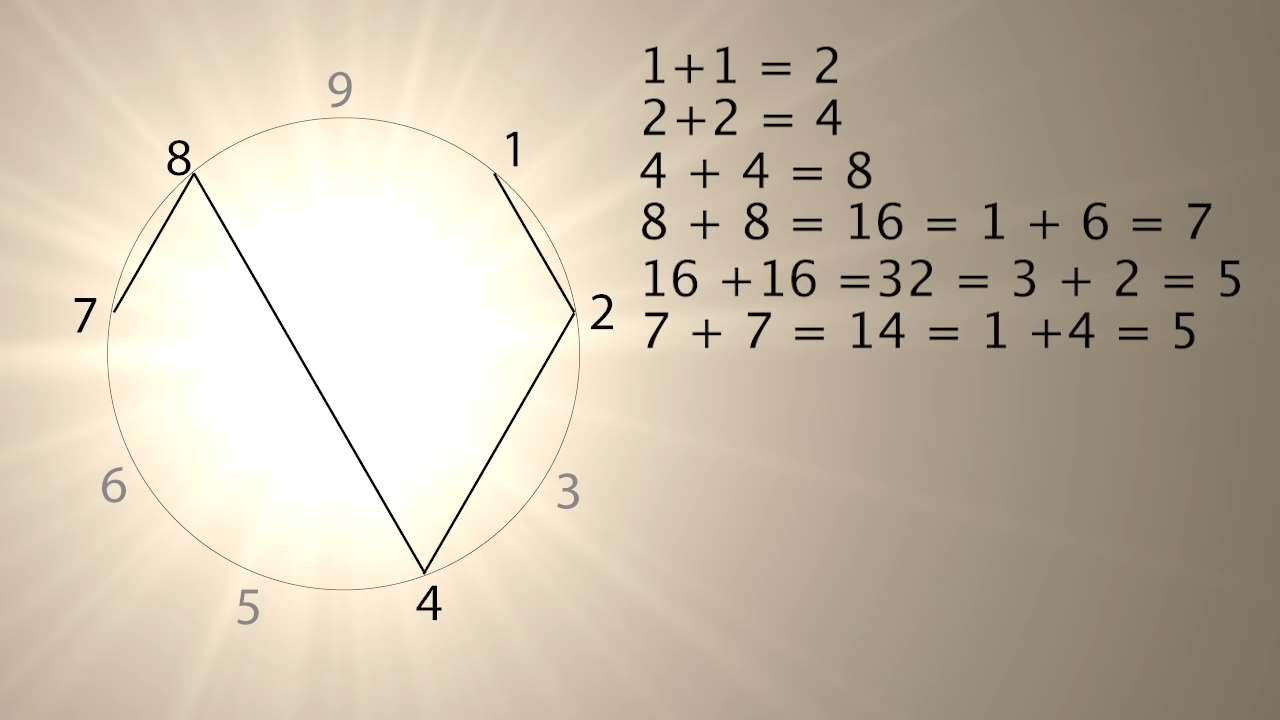 9
8
1
7
2
6
3
5
4
1+1 = 2
2+2 = 4
4 + 4 = 8
8 + 8 = 16 = 1 + 6 = 7
16 +16 =32 = 3 + 2 = 5
7 + 7 = 14 = 1 +4 = 5